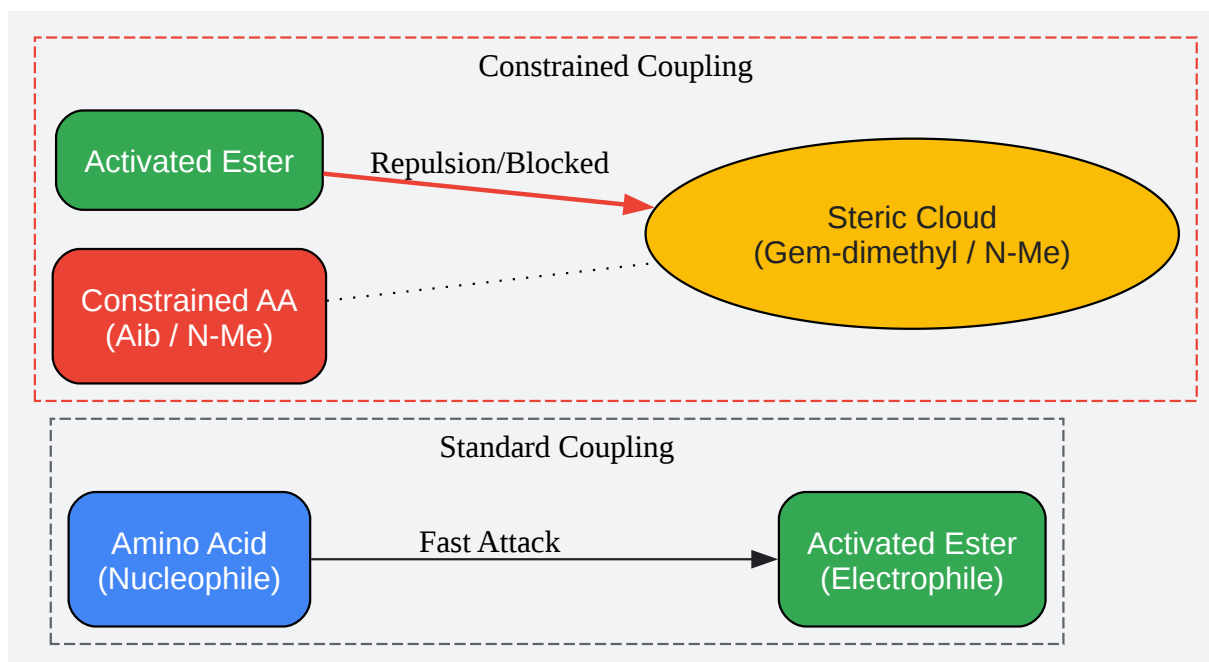 Constrained Coupling
Activated Ester
Repulsion/Blocked
Steric Cloud
(Gem-dimethyl / N-Me)
Constrained AA
(Aib / N-Me)
Standard Coupling
Amino Acid
(Nucleophile)
Fast Attack
Activated Ester
(Electrophile)